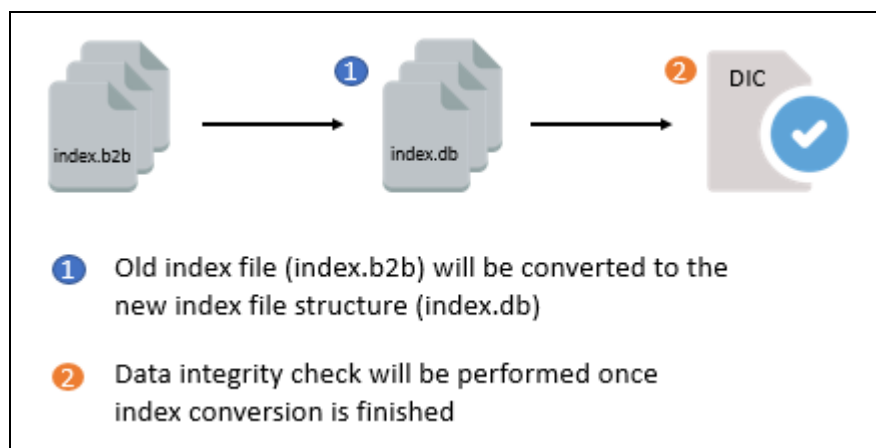 1
2
DIC
index.b2b
index.db
1 Old index file (index.b2b) will be converted to the
new index file structure (index.db)
2 Data integrity check will be performed once
index conversion is finished